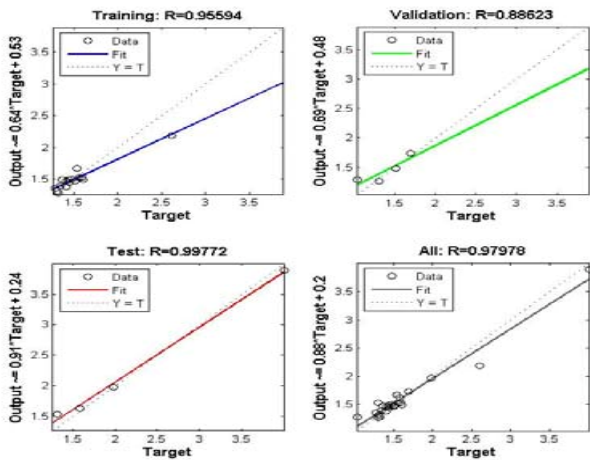 Training: R=0.95594
Output ~= 0.64*Target + 0.53
Data
Fit
Y = T
3.5
3
2.5
2
1.5
1.5 2 2.5 3 3.5
Target
Validation: R=0.88623
Output ~= 0.69*Target + 0.48
Data
Fit
Y = T
3.5
3
2.5
2
1.5
1.5 2 2.5 3 3.5
Target
Test: R=0.99772
Output ~= 0.91*Target + 0.24
Data
Fit
Y = T
3.5
3
2.5
2
1.5
1.5 2 2.5 3 3.5
Target
All: R=0.97978
Output ~= 0.88*Target + 0.2
Data
Fit
Y = T
3.5
3
2.5
2
1.5
1.5 2 2.5 3 3.5
Target